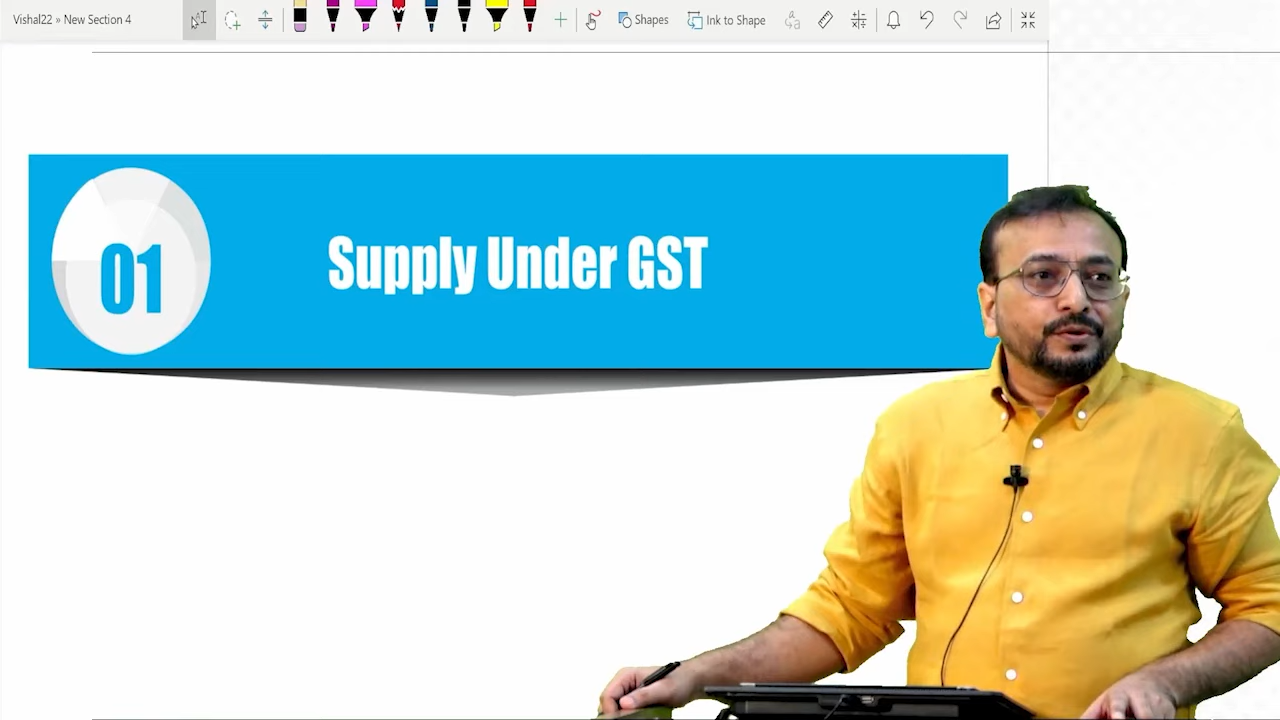 Vishal22 » New Section 4
Shapes
Ink to Shape
01
Supply Under GST